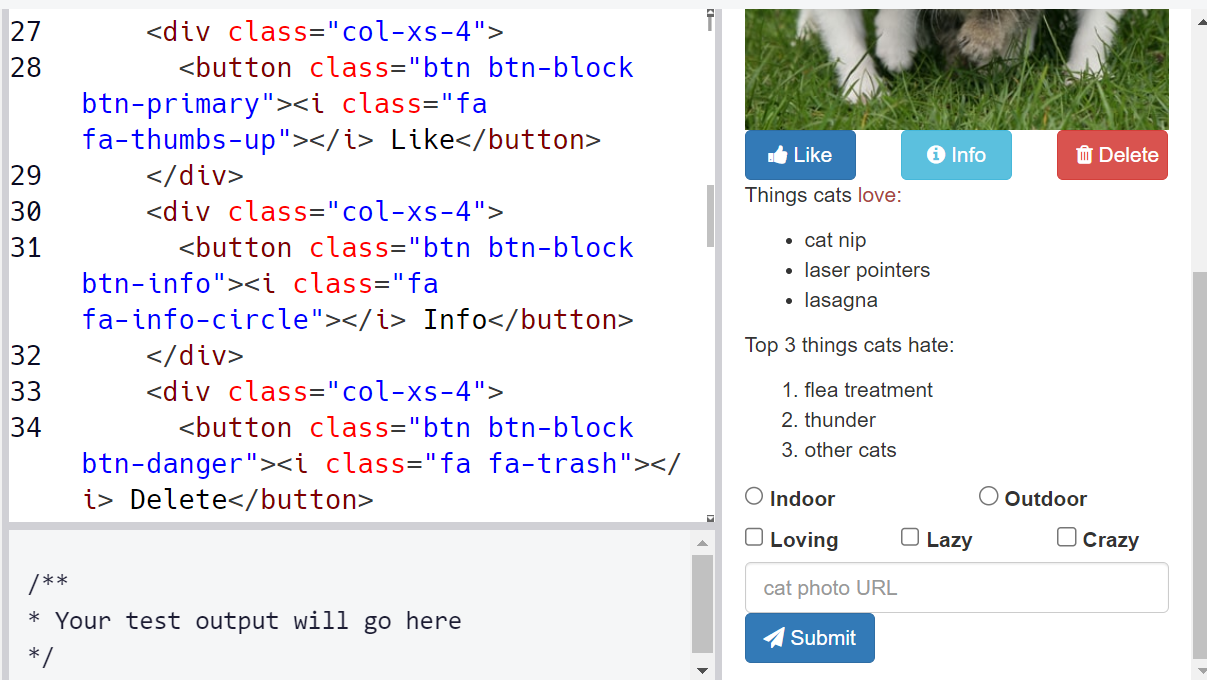 27 <div class="col-xs-4">
28 <button class="btn btn-block
btn-primary"><i class="fa
fa-thumbs-up"></i> Like</button>
29 </div>
30 <div class="col-xs-4">
31 <button class="btn btn-block
btn-info"><i class="fa
fa-info-circle"></i> Info</button>
32 </div>
33 <div class="col-xs-4">
34 <button class="btn btn-block
btn-danger"><i class="fa fa-trash"></
i> Delete</button>
/**
* Your test output will go here
*/
Like Info Delete
Things cats love:
• cat nip
• laser pointers
• lasagna
Top 3 things cats hate:
1. flea treatment
2. thunder
3. other cats
Indoor Outdoor
Loving Lazy Crazy
cat photo URL
Submit